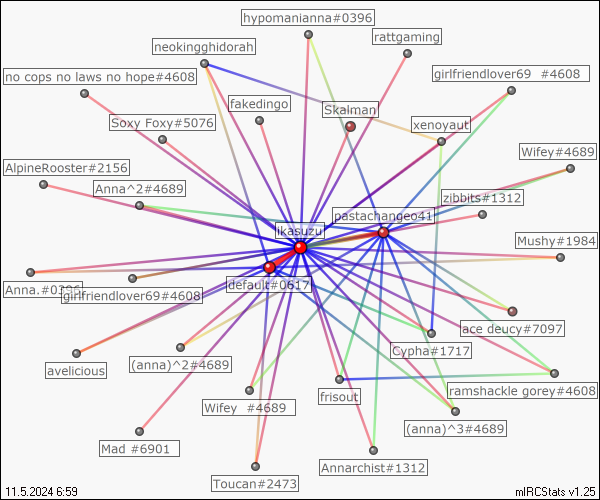 hypomanianna#0396
rattgaming
neokingghidorah
no cops no laws no hope#4608
girlfriendlover69 #4608
fakedingo
Skalman
Soxy Foxy#5076
xenoyaut
Wifey#4689
AlpineRooster#2156
Anna^2#4689
zibbits#1312
pastachangeo41
ikasuzu
Mushy#1984
default#0617
girlfriendlover69#4608
ace deucy#7097
Cypha#1717
avelicious
(anna)^2#4689
ramshackle gorey#4608
frisout
Wifey #4689
(anna)^3#4689
Mad #6901
Annarchist#1312
Toucan#2473
11.5.2024 6:59
mIRCStats v1.25